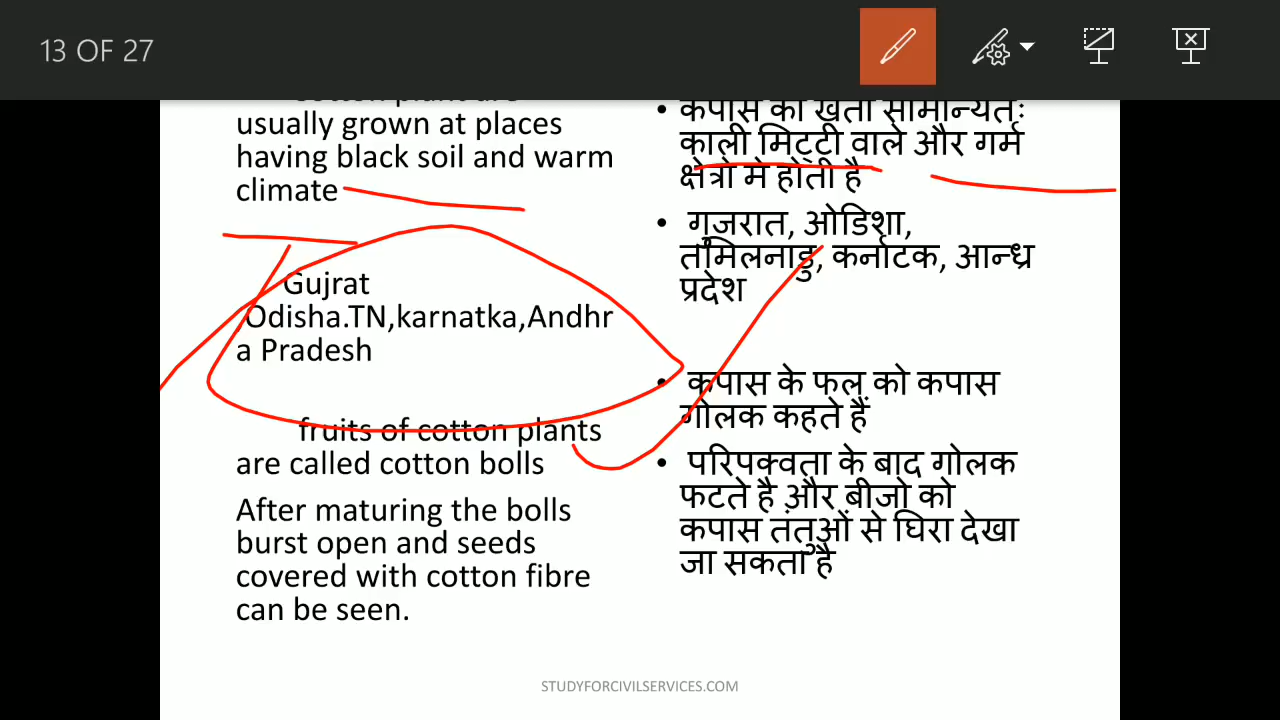 13 OF 27
cotton plant are
usually grown at places
having black soil and warm
climate
Gujrat
Odisha.TN,karnatka,Andhr
a Pradesh
fruits of cotton plants
are called cotton bolls
After maturing the bolls
burst open and seeds
covered with cotton fibre
can be seen.
• कपास की खेती सामान्यतः
काली मिट्टी वाले और गर्म
क्षेत्रो मे होती है
• गुजरात, ओडिशा,
तमिलनाडु, कर्नाटक, आन्ध्र
प्रदेश
• कपास के फल को कपास
गोलक कहते हैं
• परिपक्वता के बाद गोलक
फटते है और बीजो को
कपास तंतुओं से घिरा देखा
जा सकता है
STUDYFORCIVILSERVICES.COM